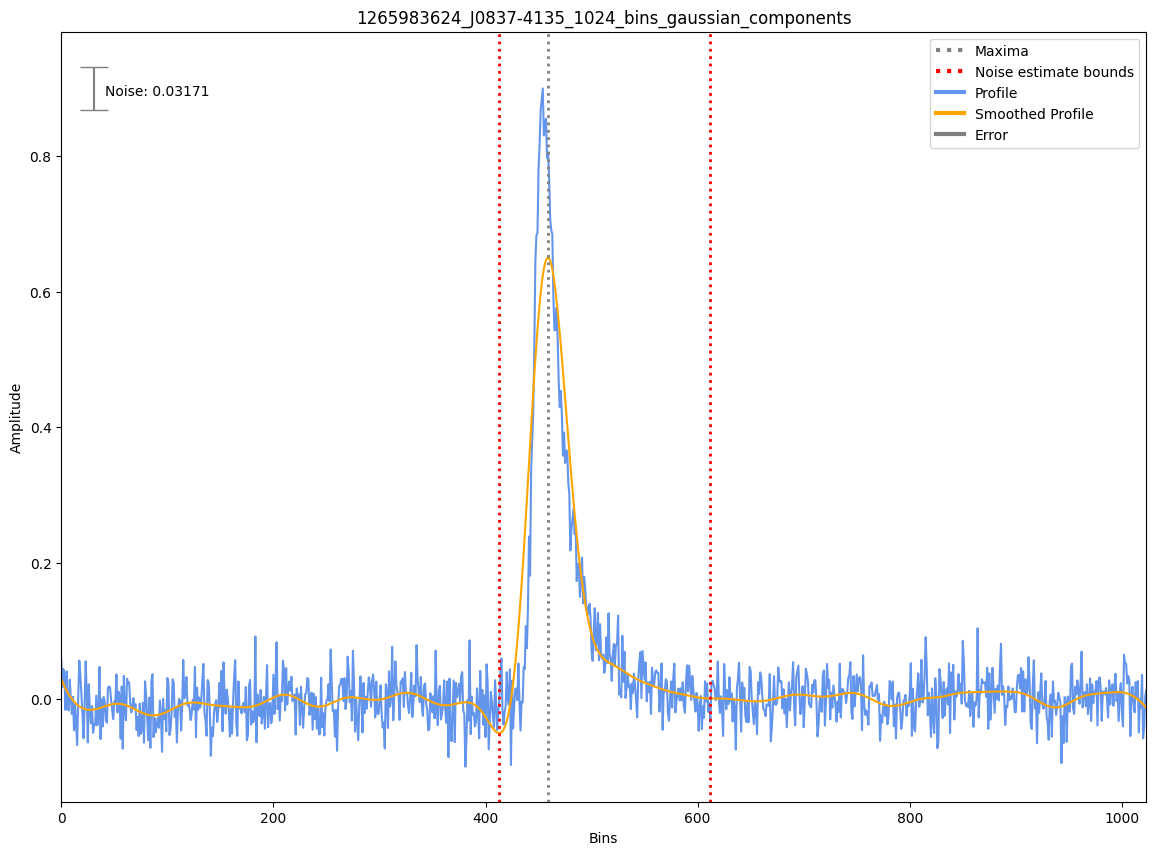 1265983624_J0837-4135_1024_bins_gaussian_components
Noise: 0.03171
Maxima
Noise estimate bounds
Profile
Smoothed Profile
Error
Amplitude
0.8
0.6
0.4
0.2
0.0
0 200 400 600 800 1000
Bins